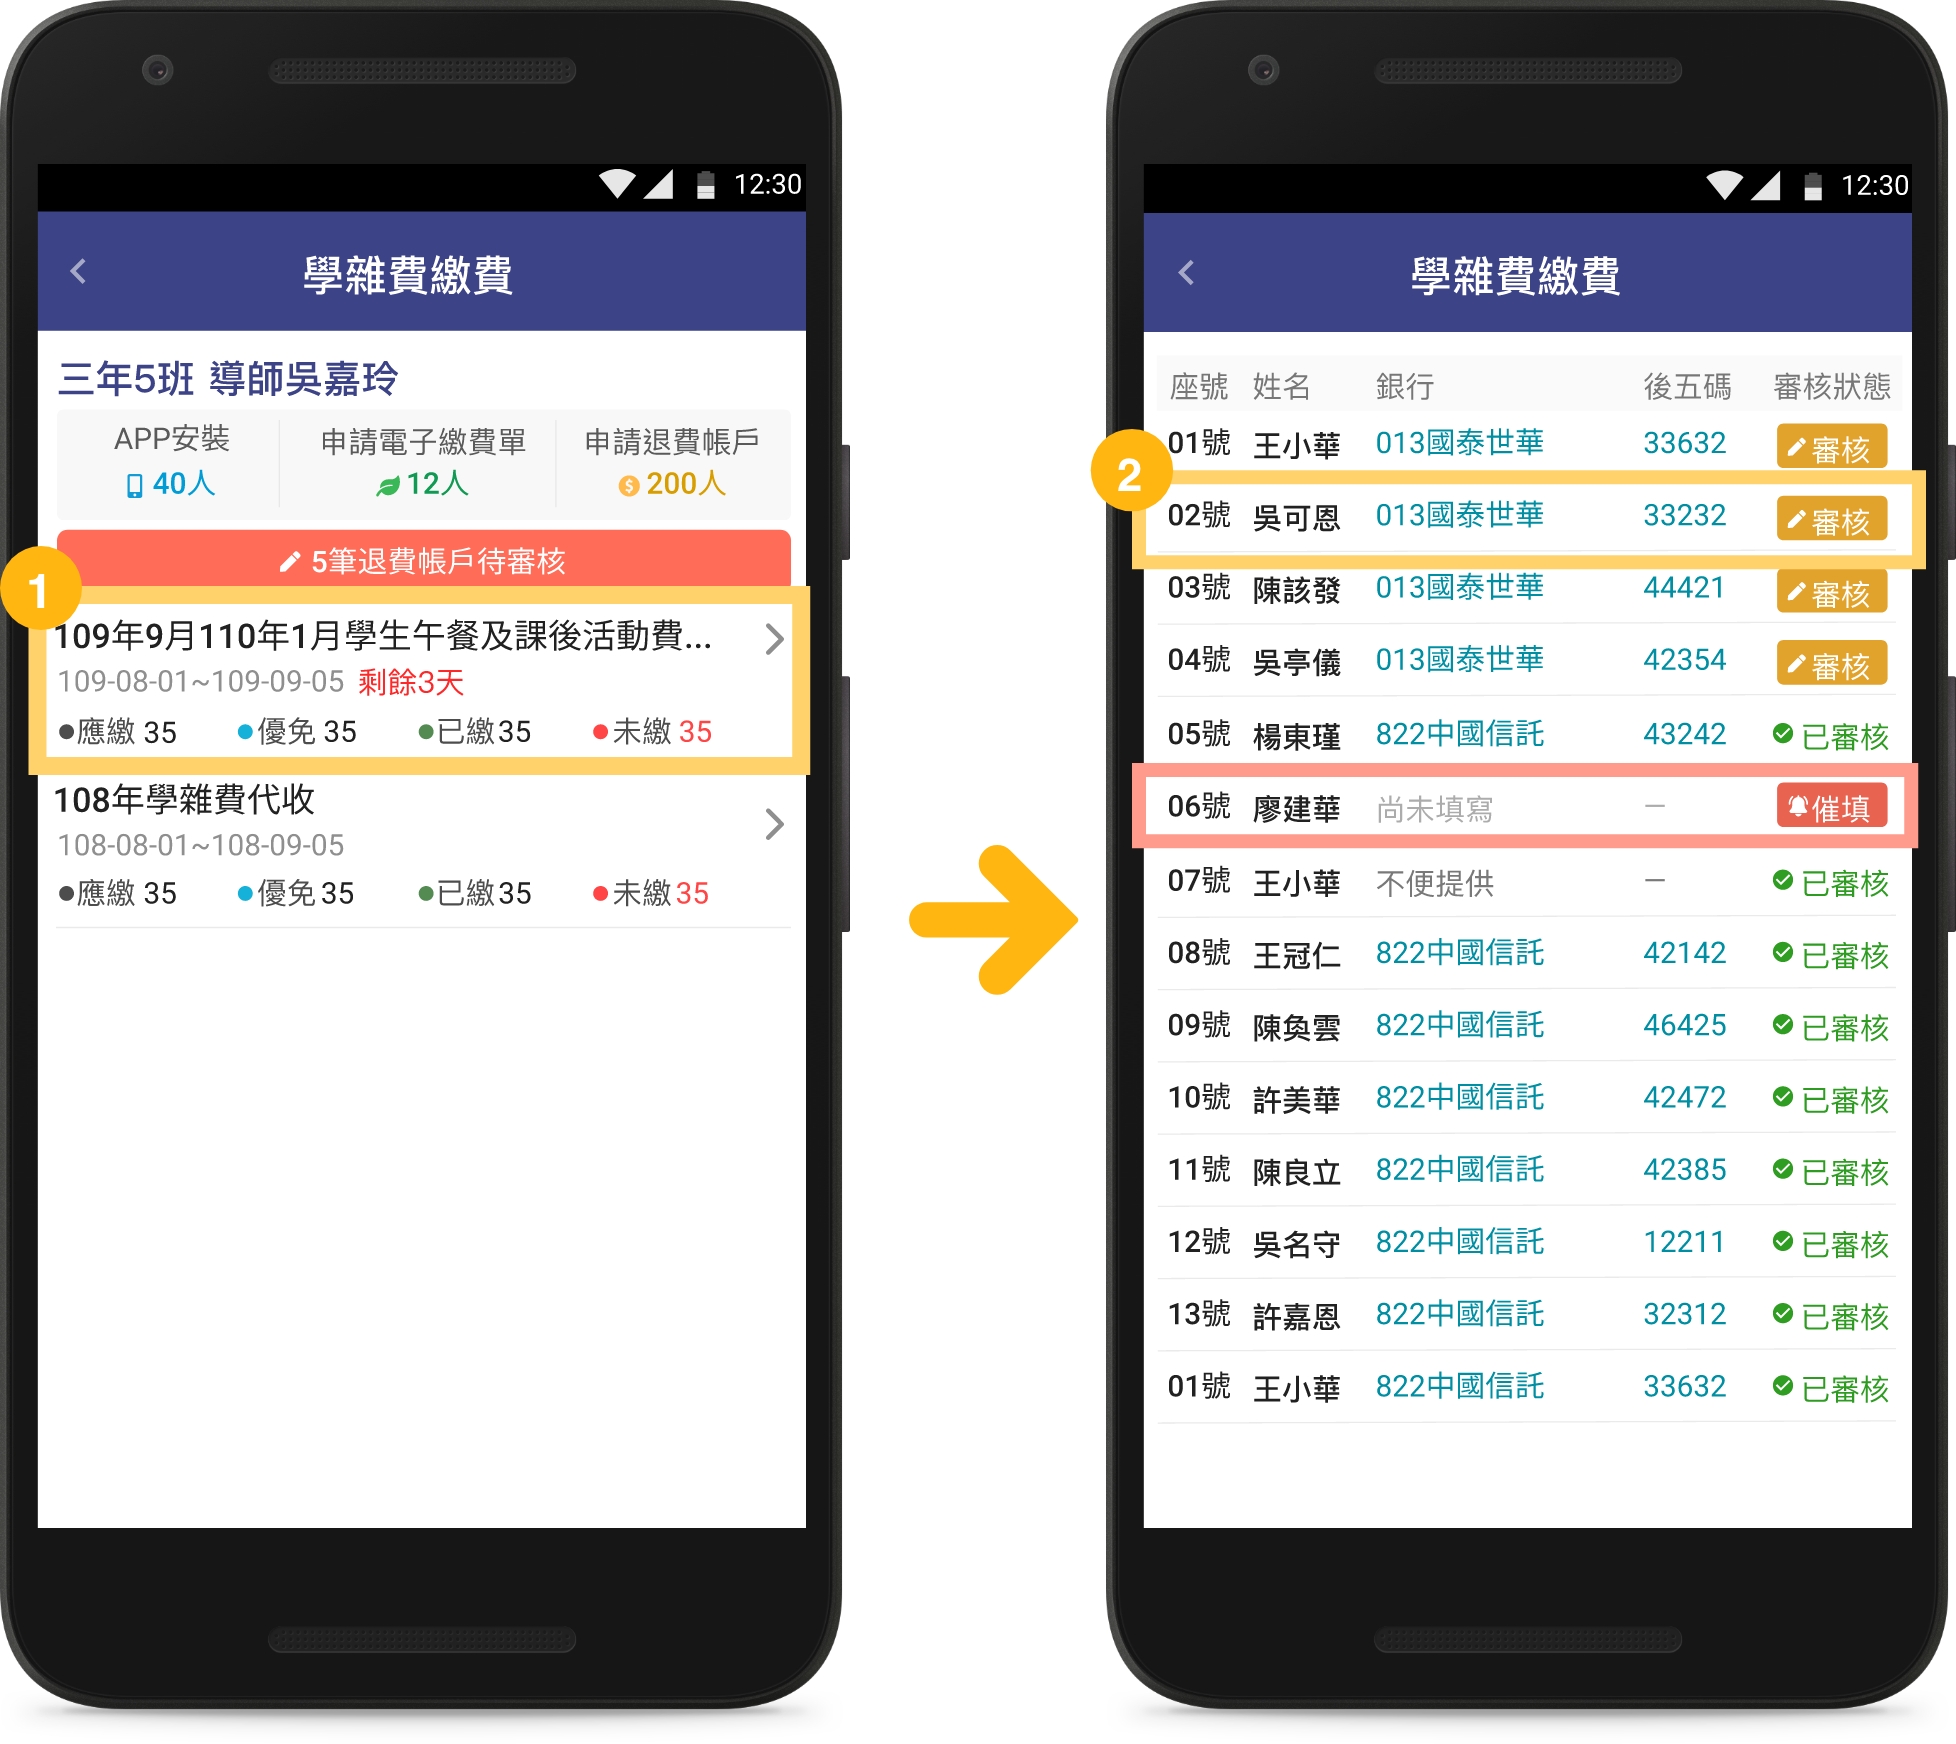 12:30
學雜費繳費
三年5班 導師吳嘉玲
APP安裝 申請電子繳費單 申請退費帳戶
40人 12人 200人
5筆退費帳戶待審核
1
109年9月110年1月學生午餐及課後活動費...
109-08-01~109-09-05 剩餘3天
應繳 35 優免 35 已繳35 未繳 35
108年學雜費代收
108-08-01~108-09-05
應繳 35 優免 35 已繳35 未繳 35
12:30
學雜費繳費
座號 姓名 銀行 後五碼 審核狀態
01號 王小華 013國泰世華 33632 審核
2
02號 吳可恩 013國泰世華 33232 審核
03號 陳該發 013國泰世華 44421 審核
04號 吳亭儀 013國泰世華 42354 審核
05號 楊東瑾 822中國信託 43242 已審核
06號 廖建華 尚未填寫 — 催填
07號 王小華 不便提供 — 已審核
08號 王冠仁 822中國信託 42142 已審核
09號 陳奐雲 822中國信託 46425 已審核
10號 許美華 822中國信託 42472 已審核
11號 陳良立 822中國信託 42385 已審核
12號 吳名守 822中國信託 12211 已審核
13號 許嘉恩 822中國信託 32312 已審核
01號 王小華 822中國信託 33632 已審核